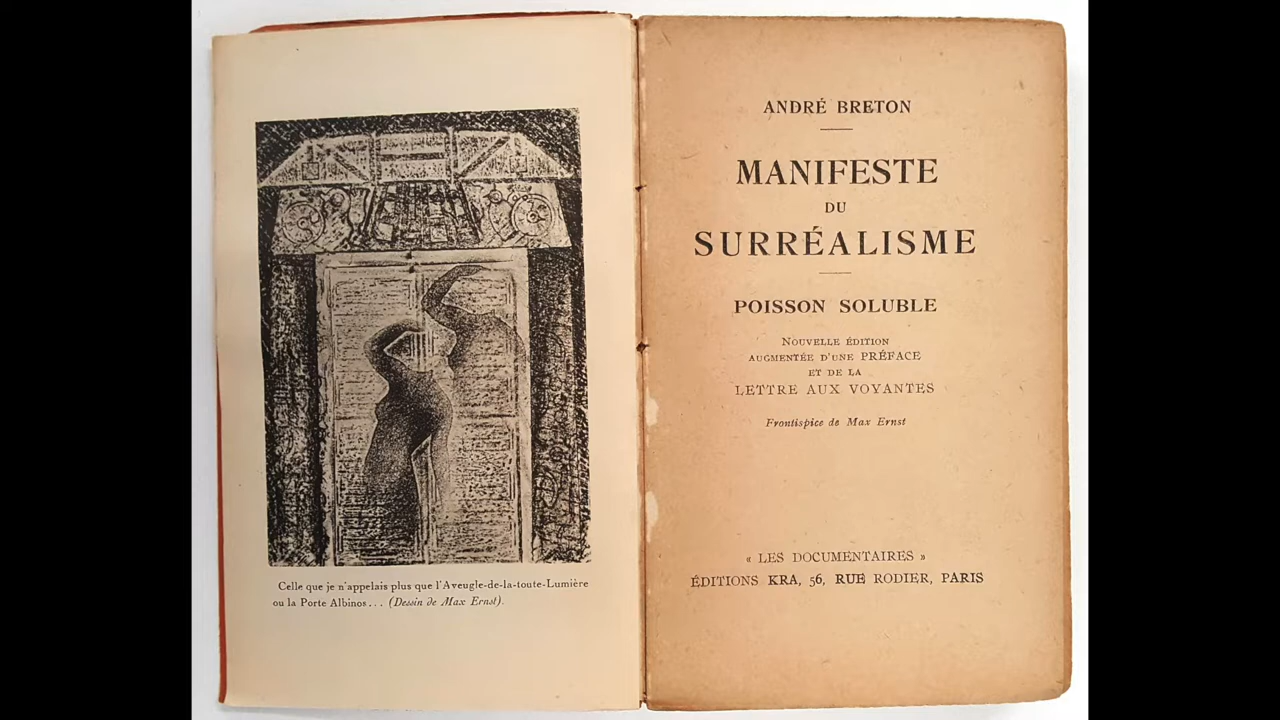 Celle que je n'appelais plus que l'Aveugle-de-la-toute-Lumière
ou la Porte Albinos... (Dessin de Max Ernst).
ANDRÉ BRETON
MANIFESTE
DU
SURRÉALISME
POISSON SOLUBLE
NOUVELLE ÉDITION
AUGMENTÉE D'UNE PRÉFACE
ET DE LA
LETTRE AUX VOYANTES
Frontispice de Max Ernst
« LES DOCUMENTAIRES »
ÉDITIONS KRA, 56, RUE RODIER, PARIS